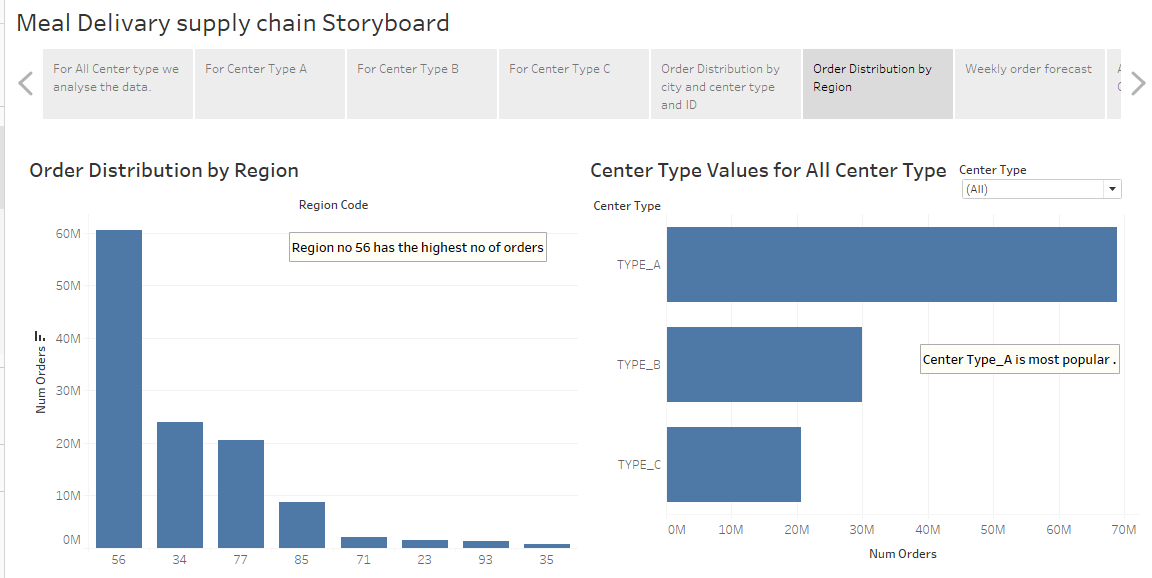 Meal Delivary supply chain Storyboard
For All Center type we
analyse the data.
For Center Type A
For Center Type B
For Center Type C
Order Distribution by
city and center type
and ID
Order Distribution by
Region
Weekly order forecast
Order Distribution by Region
Region Code
Region no 56 has the highest no of orders
Num Orders
60M
50M
40M
30M
20M
10M
0M
56 34 77 85 71 23 93 35
Center Type Values for All Center Type
Center Type
(All)
Center Type
TYPE_A
TYPE_B
TYPE_C
Center Type_A is most popular .
0M 10M 20M 30M 40M 50M 60M 70M
Num Orders